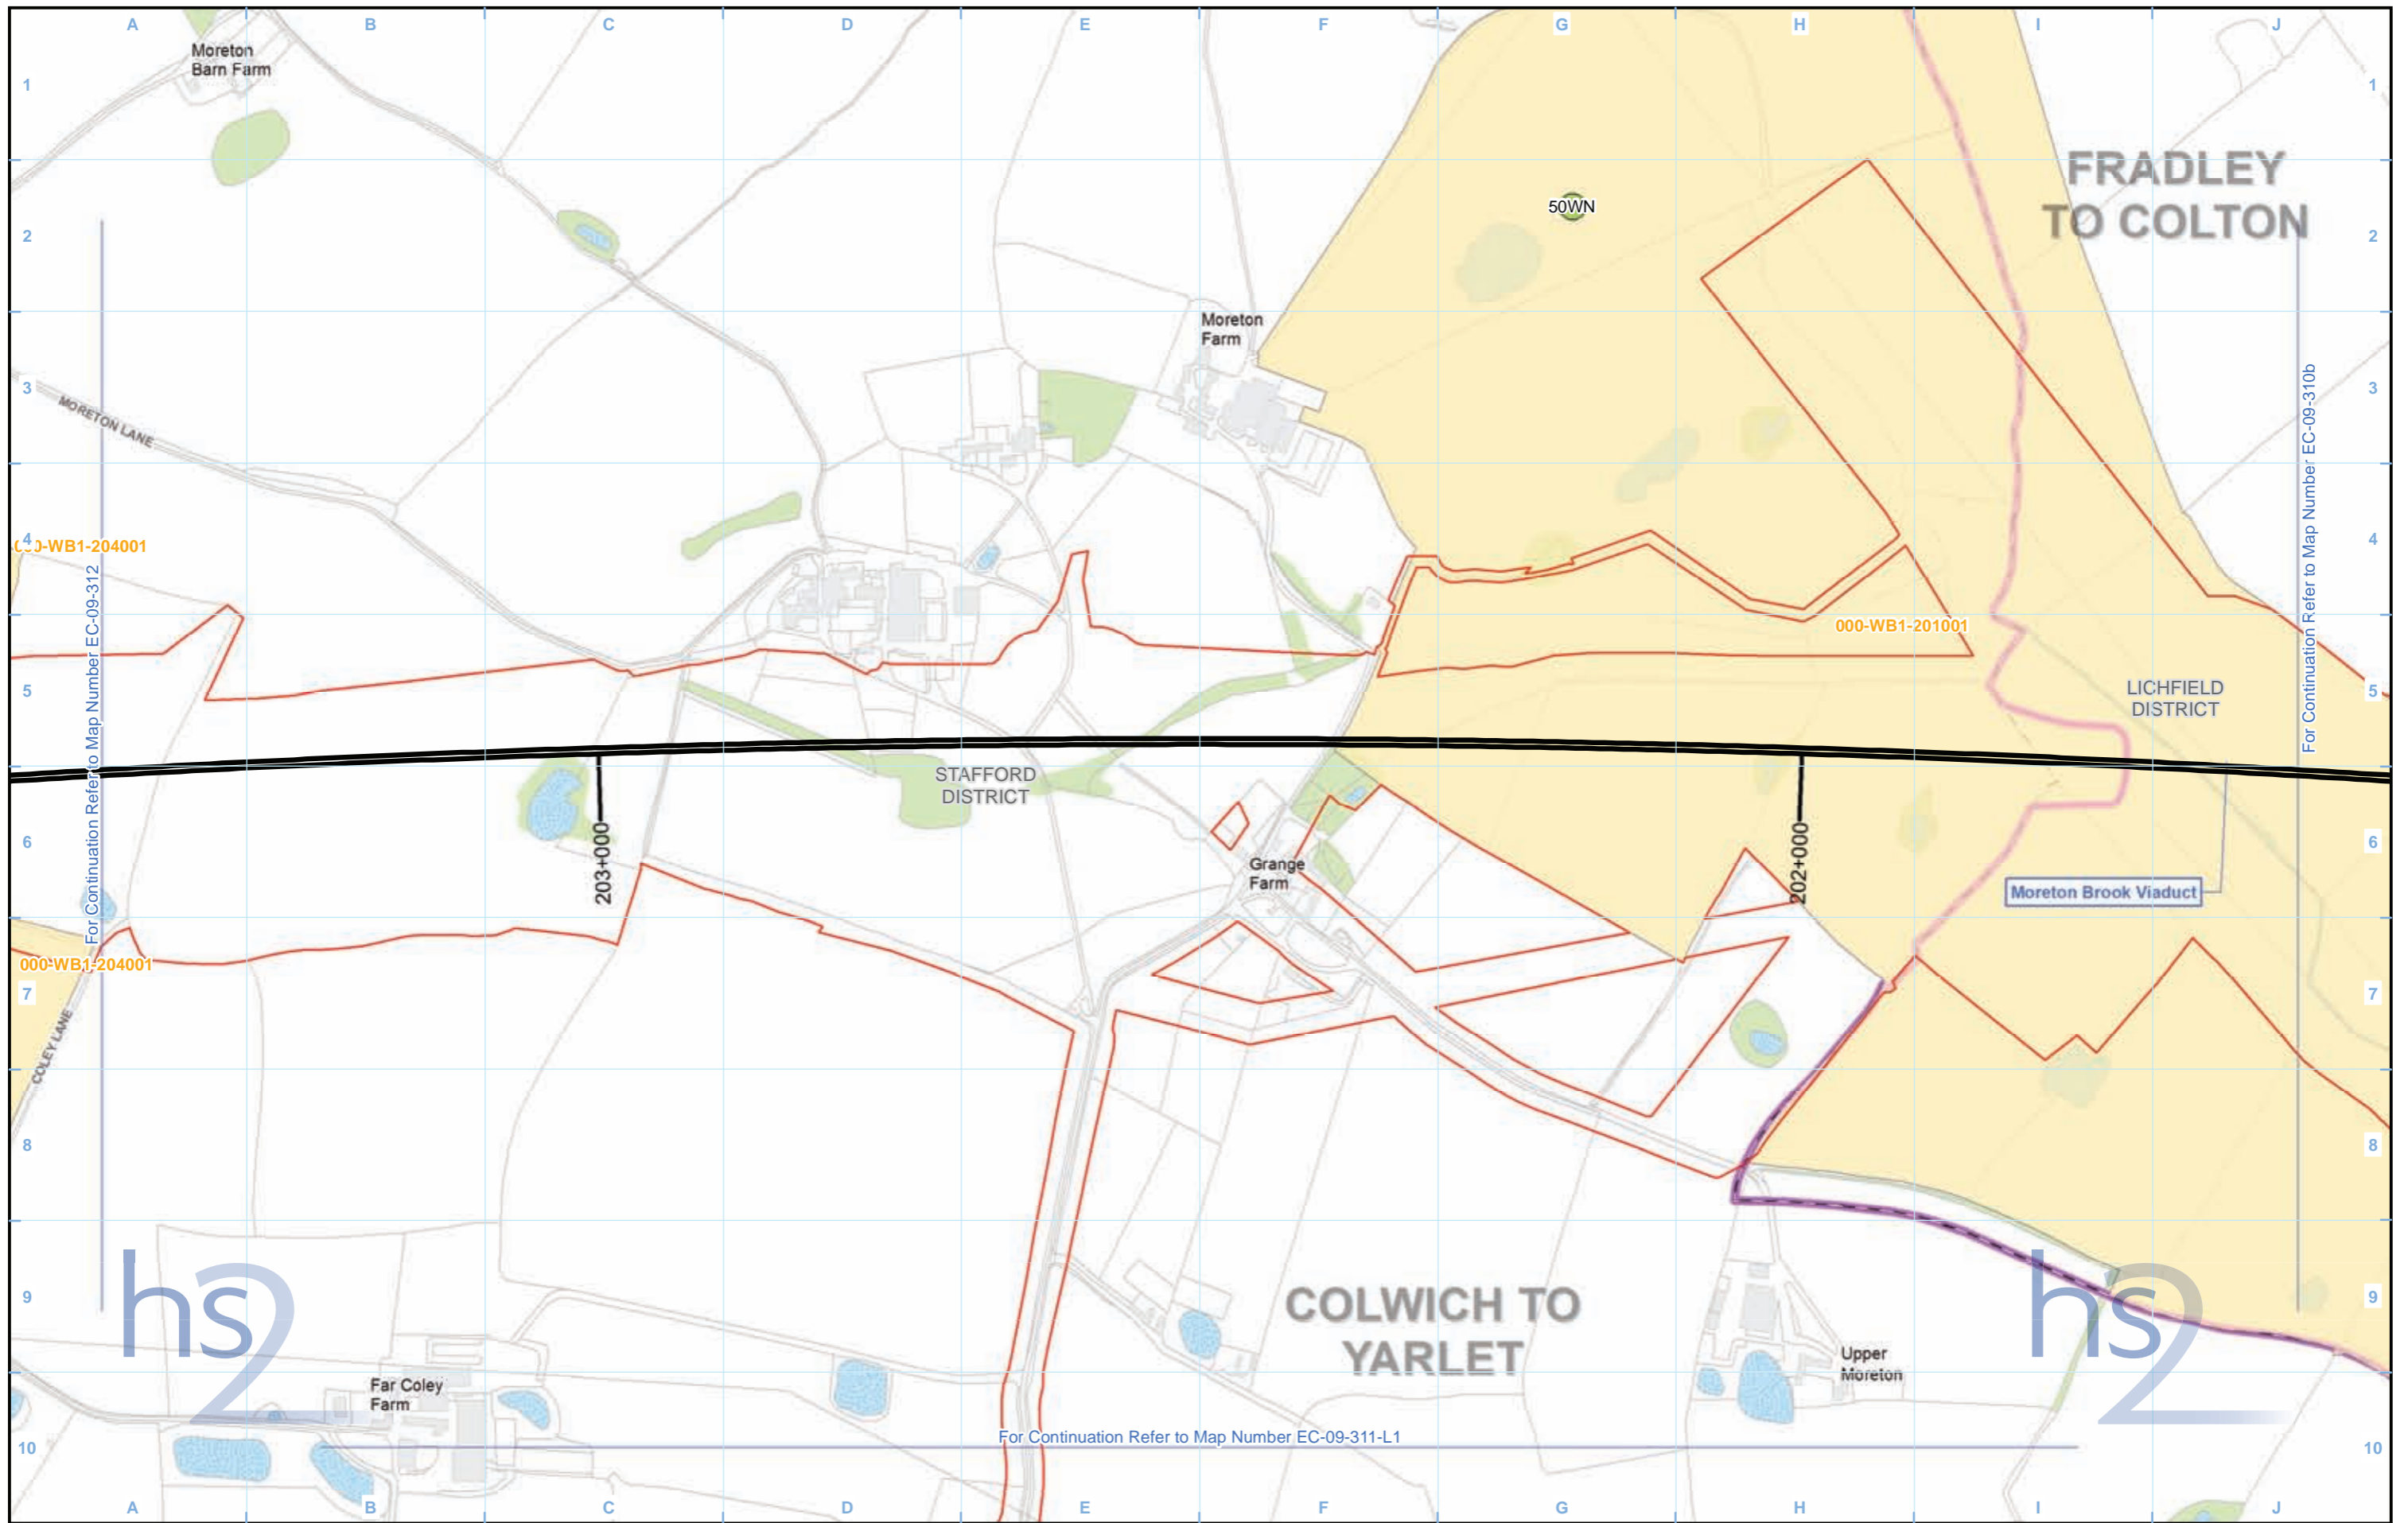 A B C D E F G H I J
Moreton
Barn Farm
1 1
FRADLEY
TO COLTON
50WN
2 2
Moreton
Farm
3 3
MORETON LANE
For Continuation Refer to Map Number EC-09-310b
4 4
000-WB1-204001
For Continuation Refer to Map Number EC-09-312
000-WB1-201001
5 5
LICHFIELD
DISTRICT
STAFFORD
DISTRICT
6 6
203+000
202+000
Grange
Farm
Moreton Brook Viaduct
000-WB1-204001
7 7
COLEY LANE
8 8
9 9
hs2
COLWICH TO
YARLET
hs2
Upper
Moreton
Far Coley
Farm
For Continuation Refer to Map Number EC-09-311-L1
10 10
A B C D E F G H I J